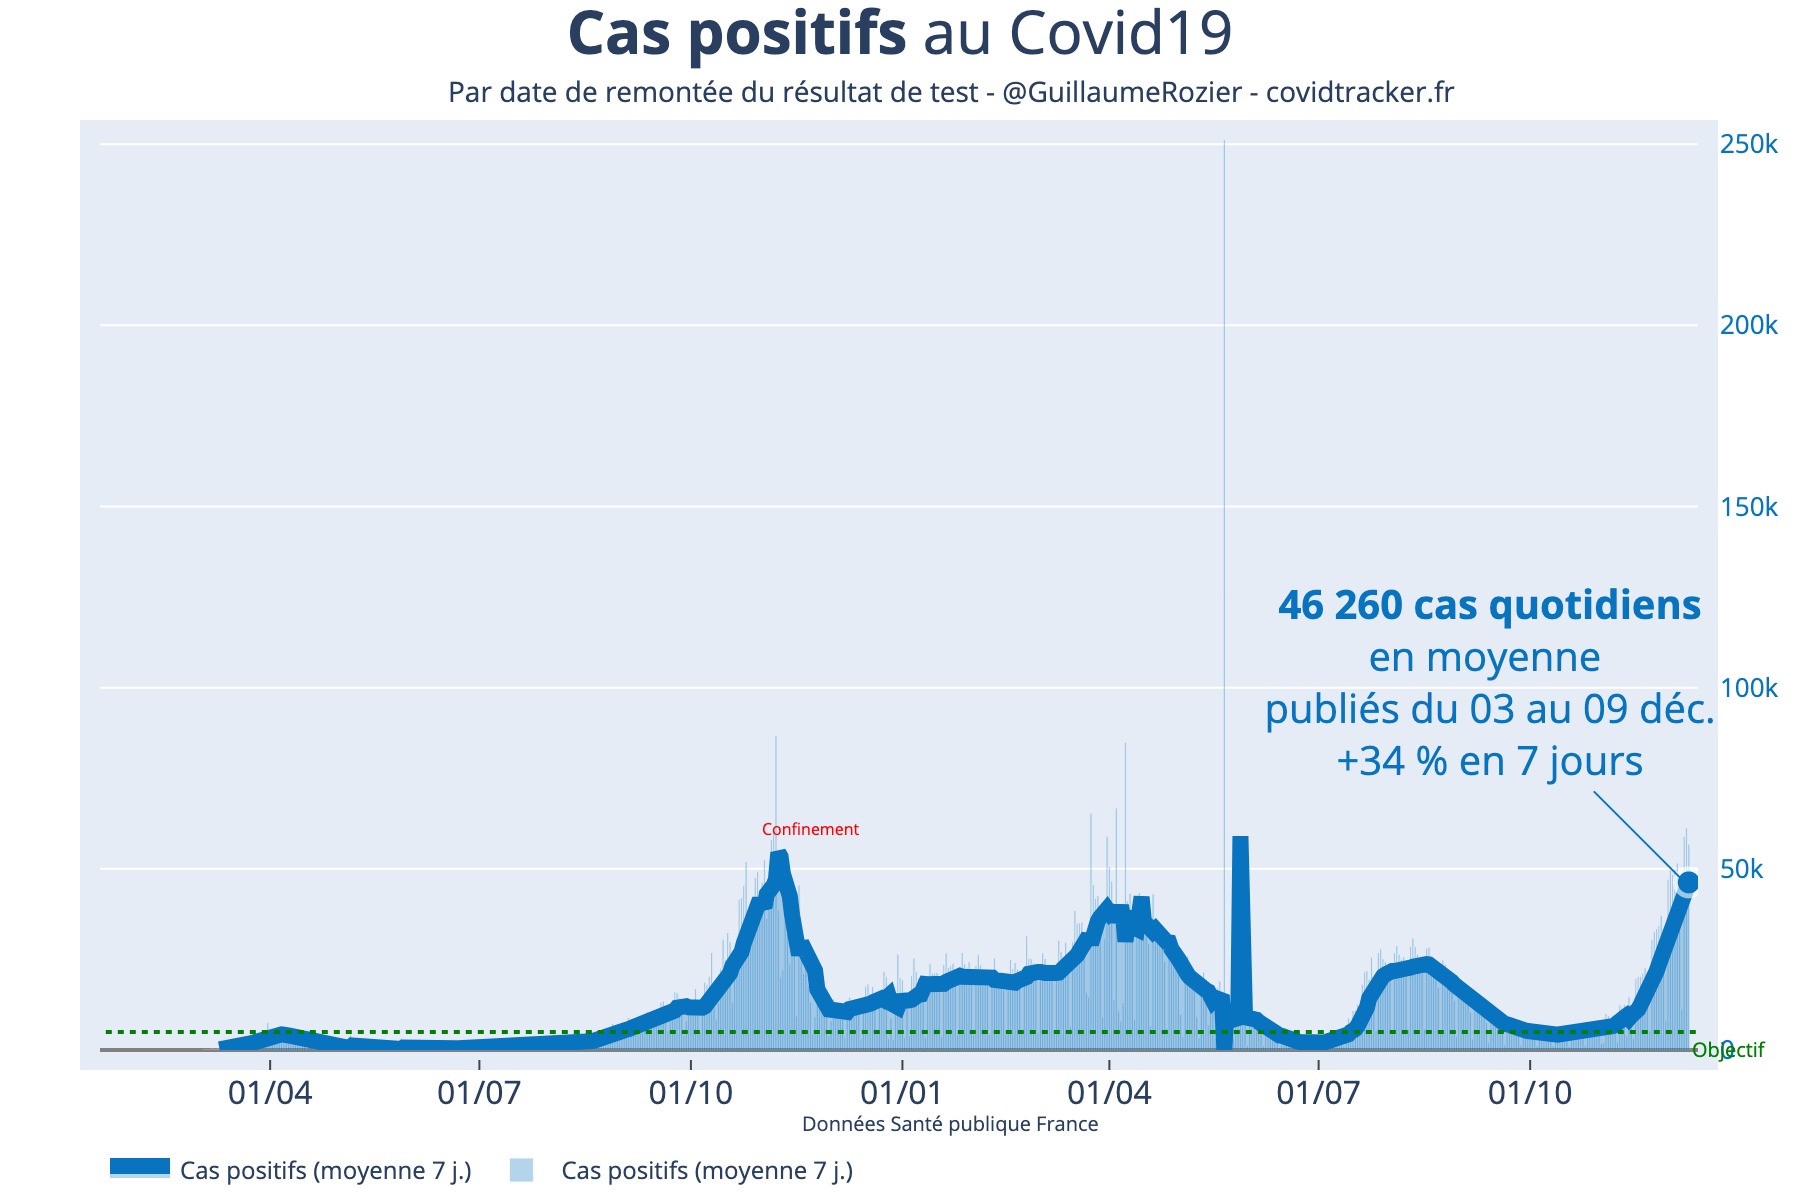 Cas positifs au Covid19
Par date de remontée du résultat de test - @GuillaumeRozier - covidtracker.fr
250k
200k
150k
46 260 cas quotidiens
en moyenne
100k
publiés du 03 au 09 déc.
+34 % en 7 jours
Confinement
50k
Objectif
0
01/04
01/07
01/10
01/01
01/04
01/07
01/10
Données Santé publique France
Cas positifs (moyenne 7 j.)
Cas positifs (moyenne 7 j.)